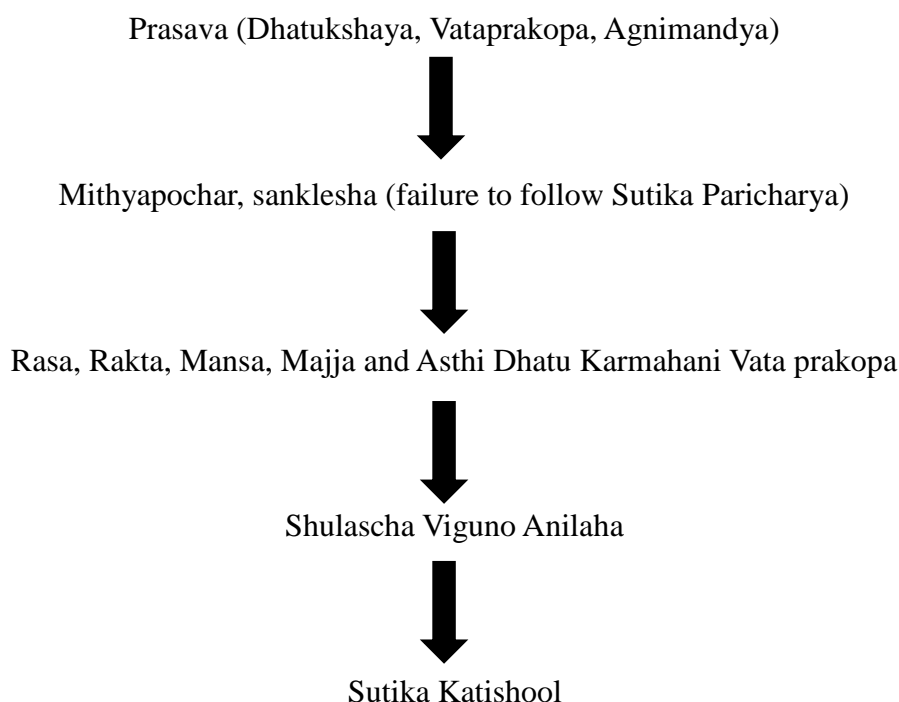 Prasava (Dhatukshaya, Vataprakopa, Agnimandya)
Mithyapochar, sanklesha (failure to follow Sutika Paricharya)
Rasa, Rakta, Mansa, Majja and Asthi Dhatu Karmahani Vata prakopa
Shulascha Viguno Anilaha
Sutika Katishool